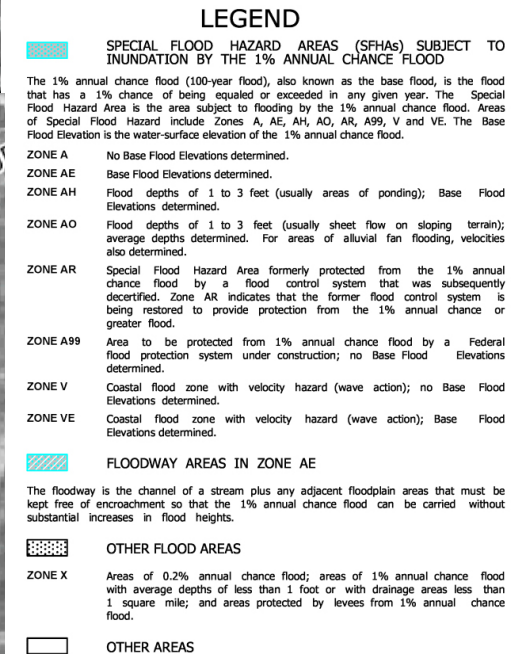 LEGEND
SPECIAL FLOOD HAZARD AREAS (SFHAs) SUBJECT TO
INUNDATION BY THE 1% ANNUAL CHANCE FLOOD
The 1% annual chance flood (100-year flood), also known as the base flood, is the flood
that has a 1% chance of being equaled or exceeded in any given year. The Special
Flood Hazard Area is the area subject to flooding by the 1% annual chance flood. Areas
of Special Flood Hazard include Zones A, AE, AH, AO, AR, A99, V and VE. The Base
Flood Elevation is the water-surface elevation of the 1% annual chance flood.
ZONE A No Base Flood Elevations determined.
ZONE AE Base Flood Elevations determined.
ZONE AH Flood depths of 1 to 3 feet (usually areas of ponding); Base Flood
Elevations determined.
ZONE AO Flood depths of 1 to 3 feet (usually sheet flow on sloping terrain);
average depths determined. For areas of alluvial fan flooding, velocities
also determined.
ZONE AR Special Flood Hazard Area formerly protected from the 1% annual
chance flood by a flood control system that was subsequently
decertified. Zone AR indicates that the former flood control system is
being restored to provide protection from the 1% annual chance or
greater flood.
ZONE A99 Area to be protected from 1% annual chance flood by a Federal
flood protection system under construction; no Base Flood Elevations
determined.
ZONE V Coastal flood zone with velocity hazard (wave action); no Base Flood
Elevations determined.
ZONE VE Coastal flood zone with velocity hazard (wave action); Base Flood
Elevations determined.
FLOODWAY AREAS IN ZONE AE
The floodway is the channel of a stream plus any adjacent floodplain areas that must be
kept free of encroachment so that the 1% annual chance flood can be carried without
substantial increases in flood heights.
OTHER FLOOD AREAS
ZONE X Areas of 0.2% annual chance flood; areas of 1% annual chance flood
with average depths of less than 1 foot or with drainage areas less than
1 square mile; and areas protected by levees from 1% annual chance
flood.
OTHER AREAS